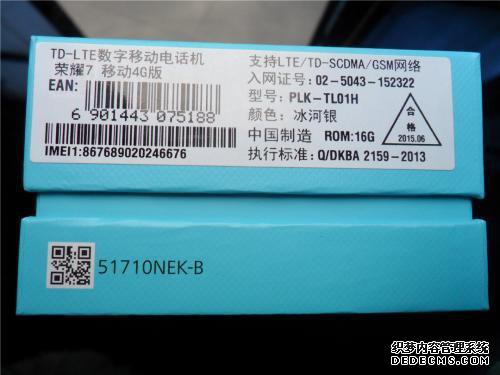 TD-LTE数字移动电话机
荣耀7 移动4G版
EAN:
6 901443 075188
IMEI1:867689020246676
支持LTE/TD-SCDMA/GSM网络
入网证号: 02-5043-152322
型号: PLK-TL01H
颜色: 冰河银
中国制造 ROM:16G
执行标准: Q/DKBA 2159-2013
合
格
2015.06
51710NEK-B
织梦内容管理系统
DEDECMS.COM